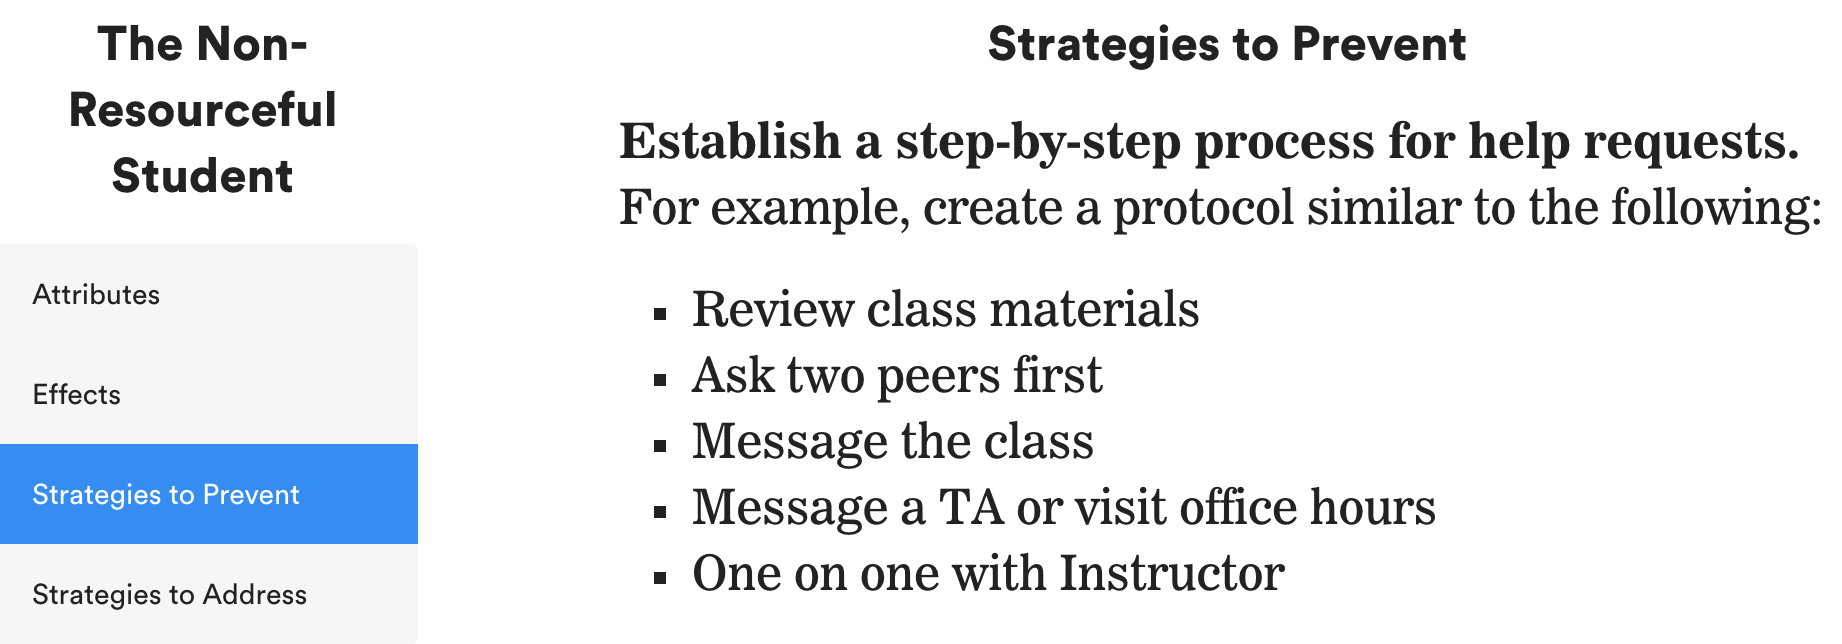 The Non-
Resourceful
Student
Attributes
Effects
Strategies to Prevent
Strategies to Address
Strategies to Prevent
Establish a step-by-step process for help requests.
For example, create a protocol similar to the following:
▪ Review class materials
▪ Ask two peers first
▪ Message the class
▪ Message a TA or visit office hours
▪ One on one with Instructor